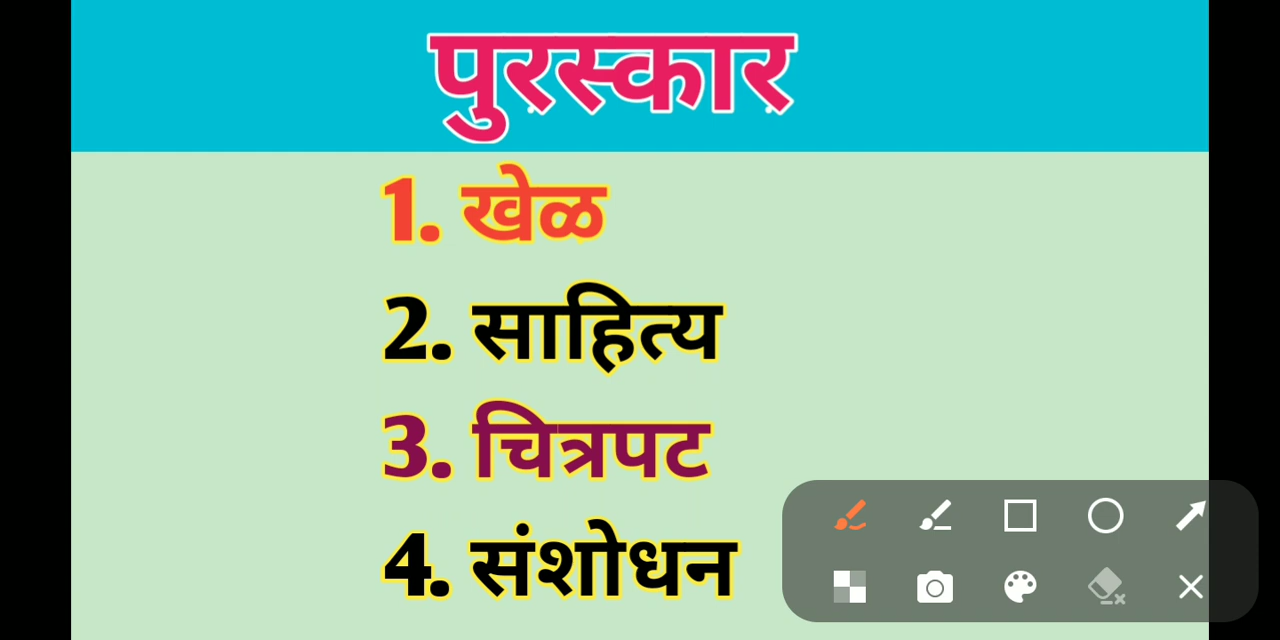 पुरस्कार
1. खेळ
2. साहित्य
3. चित्रपट
4. संशोधन